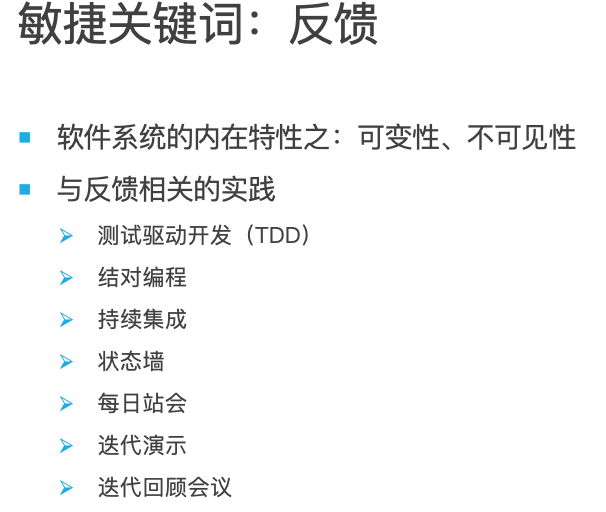 敏捷关键词：反馈
软件系统的内在特性之：可变性、不可见性
与反馈相关的实践
测试驱动开发（TDD）
结对编程
持续集成
状态墙
每日站会
迭代演示
迭代回顾会议